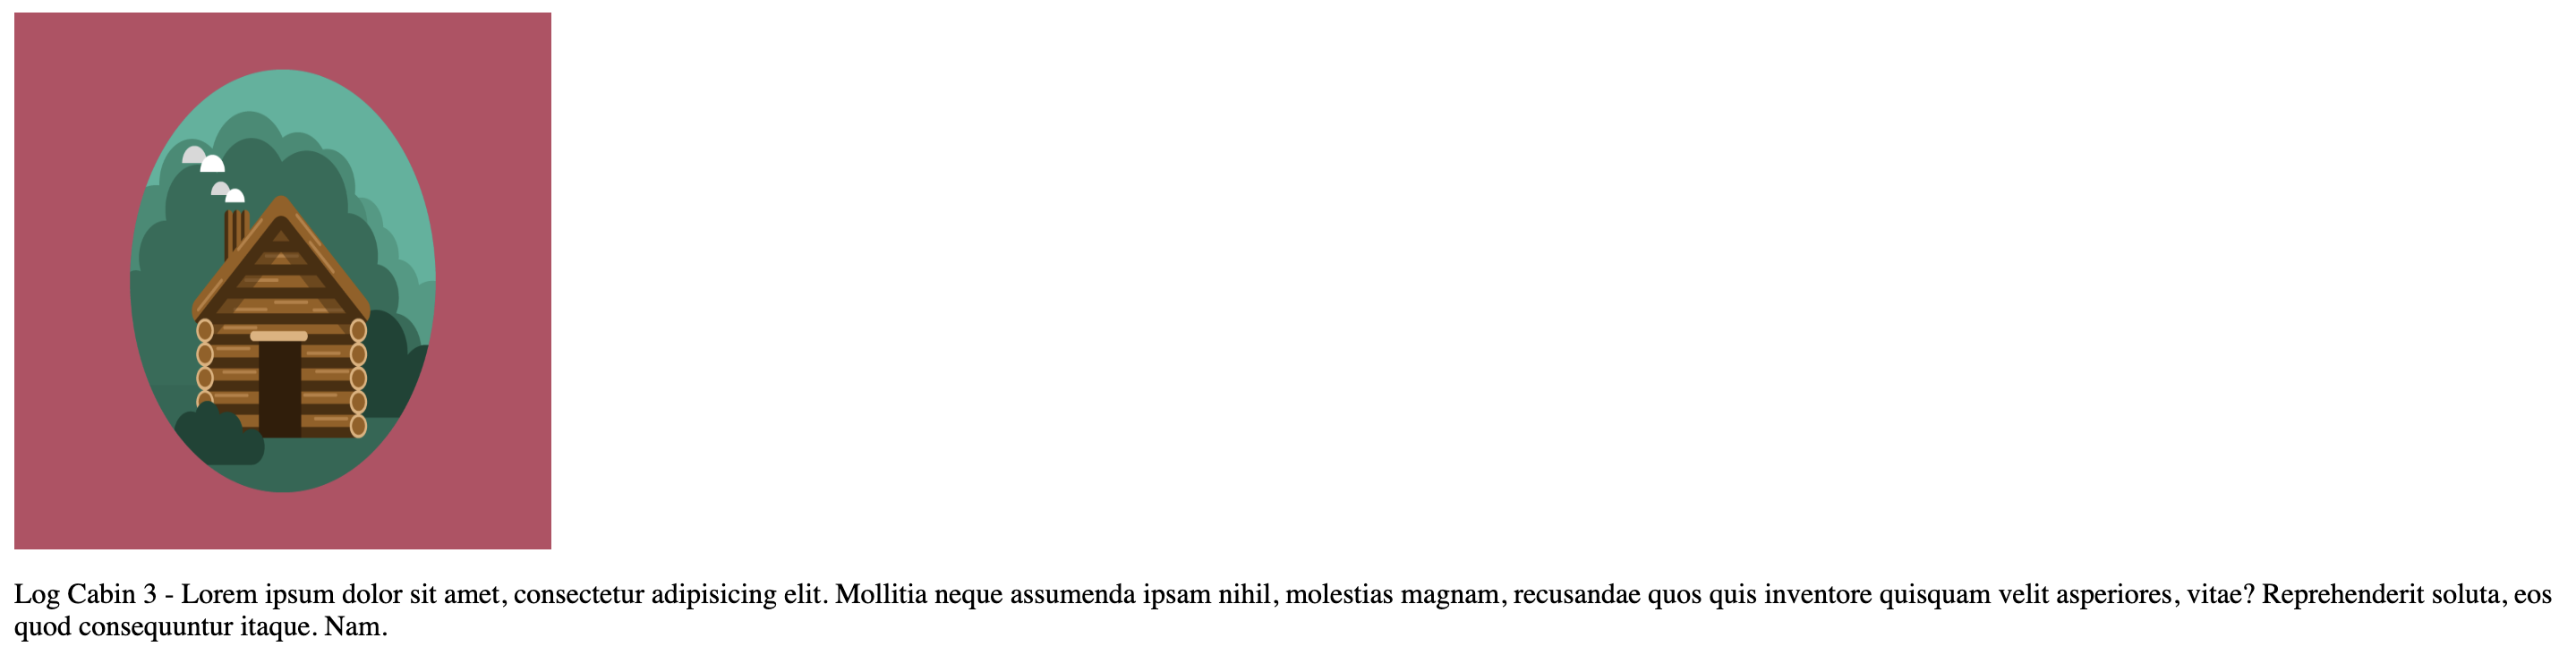 Log Cabin 3 - Lorem ipsum dolor sit amet, consectetur adipisicing elit. Mollitia neque assumenda ipsam nihil, molestias magnam, recusandae quos quis inventore quisquam velit asperiores, vitae? Reprehenderit soluta, eos
quod consequuntur itaque. Nam.